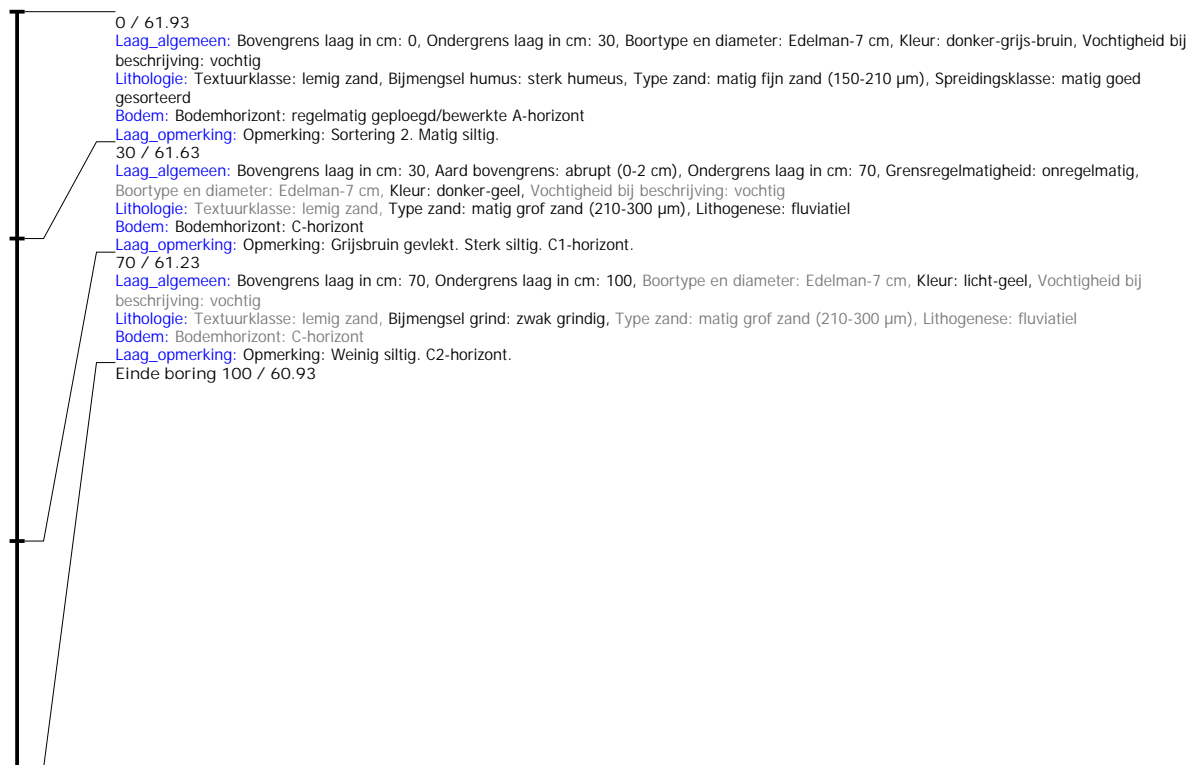 0 / 61.93
Laag_algemeen: Bovengrens laag in cm: 0, Ondergrens laag in cm: 30, Boortype en diameter: Edelman-7 cm, Kleur: donker-grijs-bruin, Vochtigheid bij
beschrijving: vochtig
Lithologie: Textuurklasse: lemig zand, Bijmengsel humus: sterk humeus, Type zand: matig fijn zand (150-210 µm), Spreidingsklasse: matig goed
gesorteerd
Bodem: Bodemhorizont: regelmatig geploegd/bewerkte A-horizont
Laag_opmerking: Opmerking: Sortering 2. Matig siltig.
30 / 61.63
Laag_algemeen: Bovengrens laag in cm: 30, Aard bovengrens: abrupt (0-2 cm), Ondergrens laag in cm: 70, Grensregelmatigheid: onregelmatig,
Boortype en diameter: Edelman-7 cm, Kleur: donker-geel, Vochtigheid bij beschrijving: vochtig
Lithologie: Textuurklasse: lemig zand, Type zand: matig grof zand (210-300 µm), Lithogenese: fluviatiel
Bodem: Bodemhorizont: C-horizont
Laag_opmerking: Opmerking: Grijsbruin gevlekt. Sterk siltig. C1-horizont.
70 / 61.23
Laag_algemeen: Bovengrens laag in cm: 70, Ondergrens laag in cm: 100, Boortype en diameter: Edelman-7 cm, Kleur: licht-geel, Vochtigheid bij
beschrijving: vochtig
Lithologie: Textuurklasse: lemig zand, Bijmengsel grind: zwak grindig, Type zand: matig grof zand (210-300 µm), Lithogenese: fluviatiel
Bodem: Bodemhorizont: C-horizont
Laag_opmerking: Opmerking: Weinig siltig. C2-horizont.
Einde boring 100 / 60.93